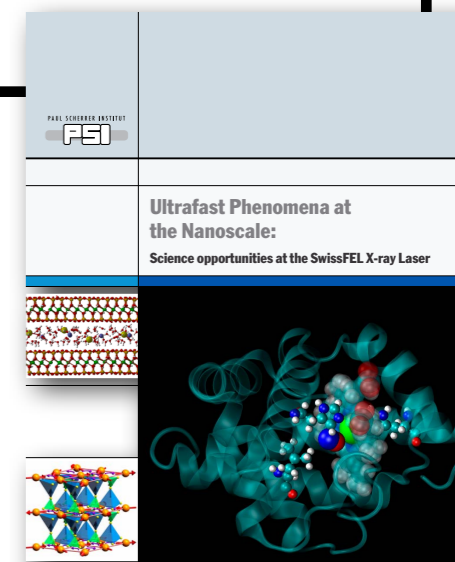 PAUL SCHERRER INSTITUT
PSI
Ultrafast Phenomena at
the Nanoscale:
Science opportunities at the SwissFEL X-ray Laser